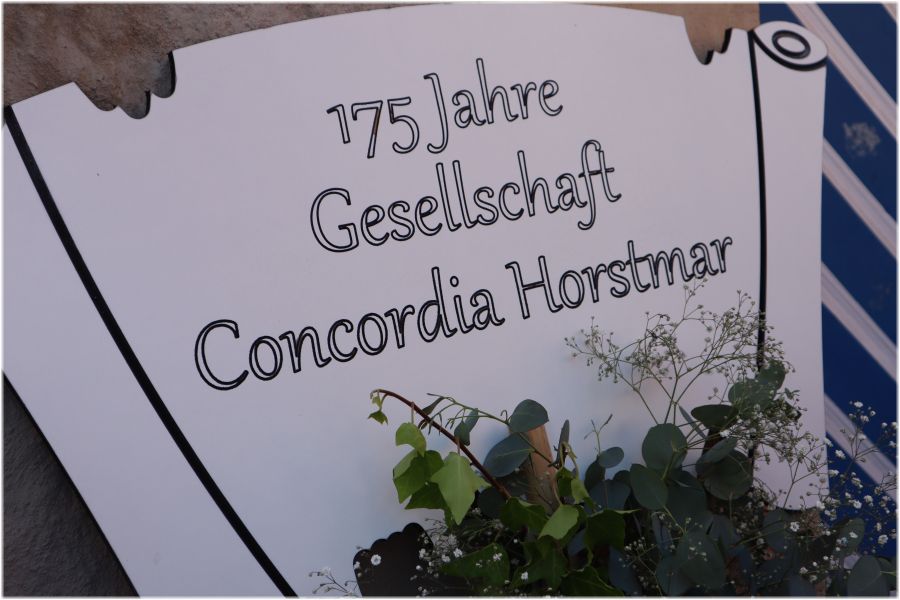 175 Jahre
Gesellschaft
Concordia Horstmar